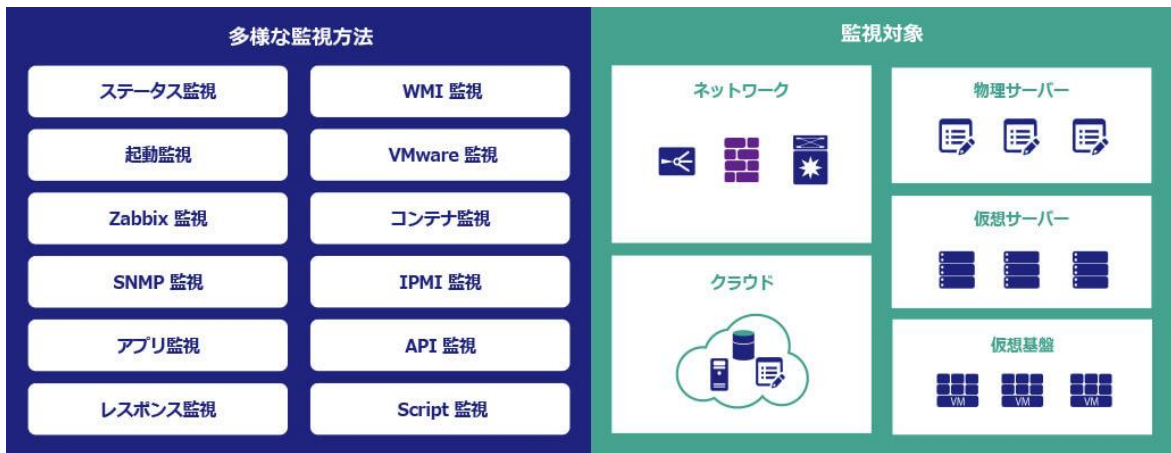 多様な監視方法
ステータス監視
WMI 監視
起動監視
VMware 監視
Zabbix 監視
コンテナ監視
SNMP 監視
IPMI 監視
アプリ監視
API 監視
レスポンス監視
Script 監視
監視対象
ネットワーク
物理サーバー
仮想サーバー
クラウド
仮想基盤
VM
VM
VM